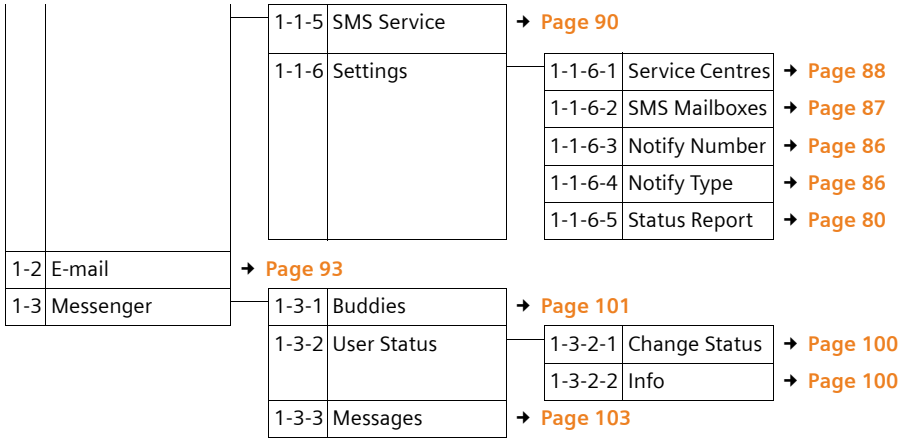 1-1-5 SMS Service → Page 90
1-1-6 Settings 1-1-6-1 Service Centres → Page 88
1-1-6-2 SMS Mailboxes → Page 87
1-1-6-3 Notify Number → Page 86
1-1-6-4 Notify Type → Page 86
1-1-6-5 Status Report → Page 80
1-2 E-mail → Page 93
1-3 Messenger 1-3-1 Buddies → Page 101
1-3-2 User Status 1-3-2-1 Change Status → Page 100
1-3-2-2 Info → Page 100
1-3-3 Messages → Page 103